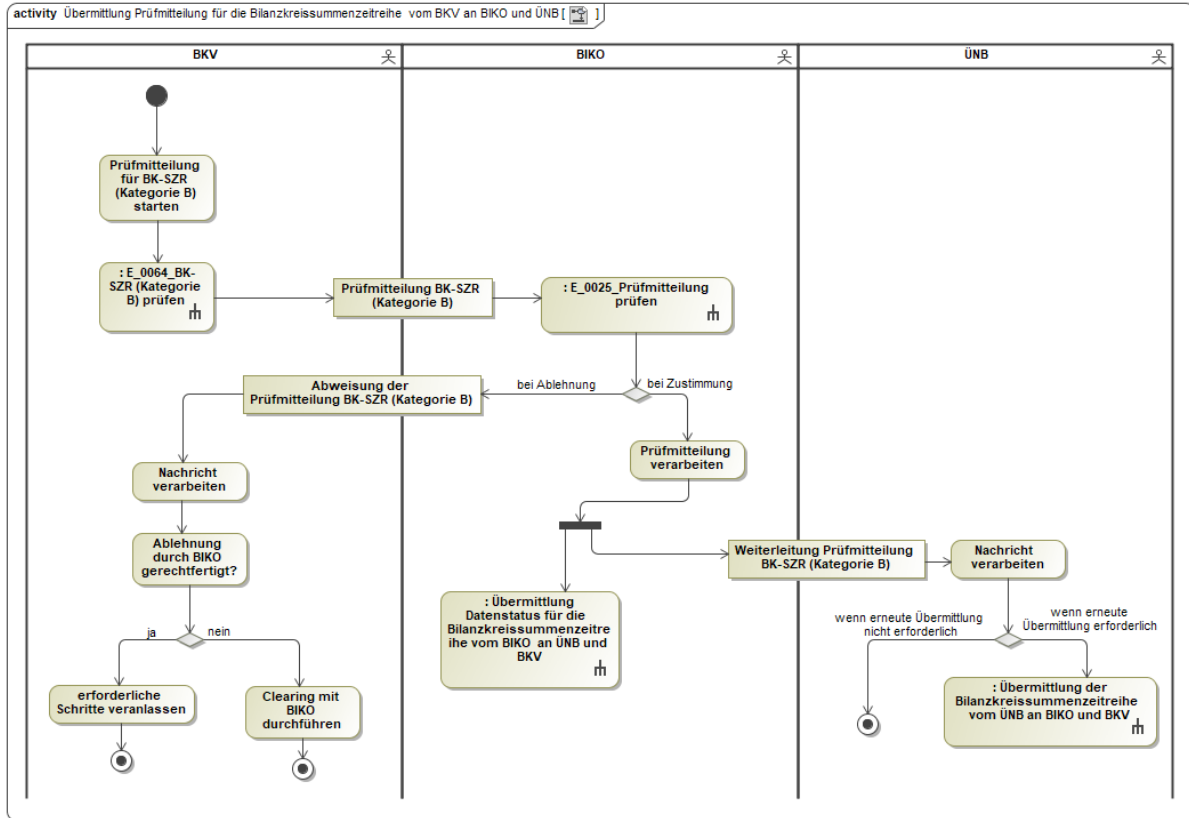 activity Übermittlung Prüfmitteilung für die Bilanzkreissummenzeitreihe vom BKV an BIKO und ÜNB [ ]
BKV
BIKO
ÜNB
Prüfmitteilung
für BK-SZR
(Kategorie B)
starten
: E_0064_BK-
SZR (Kategorie
B) prüfen
Prüfmitteilung BK-SZR
(Kategorie B)
: E_0025_Prüfmitteilung
prüfen
bei Ablehnung
bei Zustimmung
Abweisung der
Prüfmitteilung BK-SZR (Kategorie B)
Prüfmitteilung
verarbeiten
Nachricht
verarbeiten
Ablehnung
durch BIKO
gerechtfertigt?
ja
nein
erforderliche
Schritte veranlassen
Clearing mit
BIKO
durchführen
: Übermittlung
Datenstatus für die
Bilanzkreissummenzeitre
ihe vom BIKO an ÜNB und
BKV
Weiterleitung Prüfmitteilung
BK-SZR (Kategorie B)
Nachricht
verarbeiten
wenn erneute Übermittlung
nicht erforderlich
wenn erneute
Übermittlung erforderlich
: Übermittlung der
Bilanzkreissummenzeitreihe
vom ÜNB an BIKO und BKV